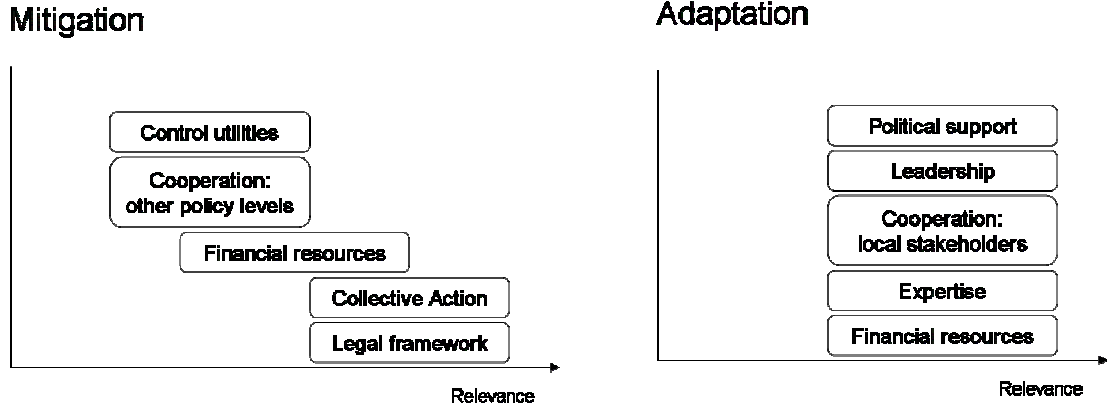 Mitigation
Control utilities
Cooperation:
other policy levels
Financial resources
Collective Action
Legal framework
Relevance
Adaptation
Political support
Leadership
Cooperation:
local stakeholders
Expertise
Financial resources
Relevance